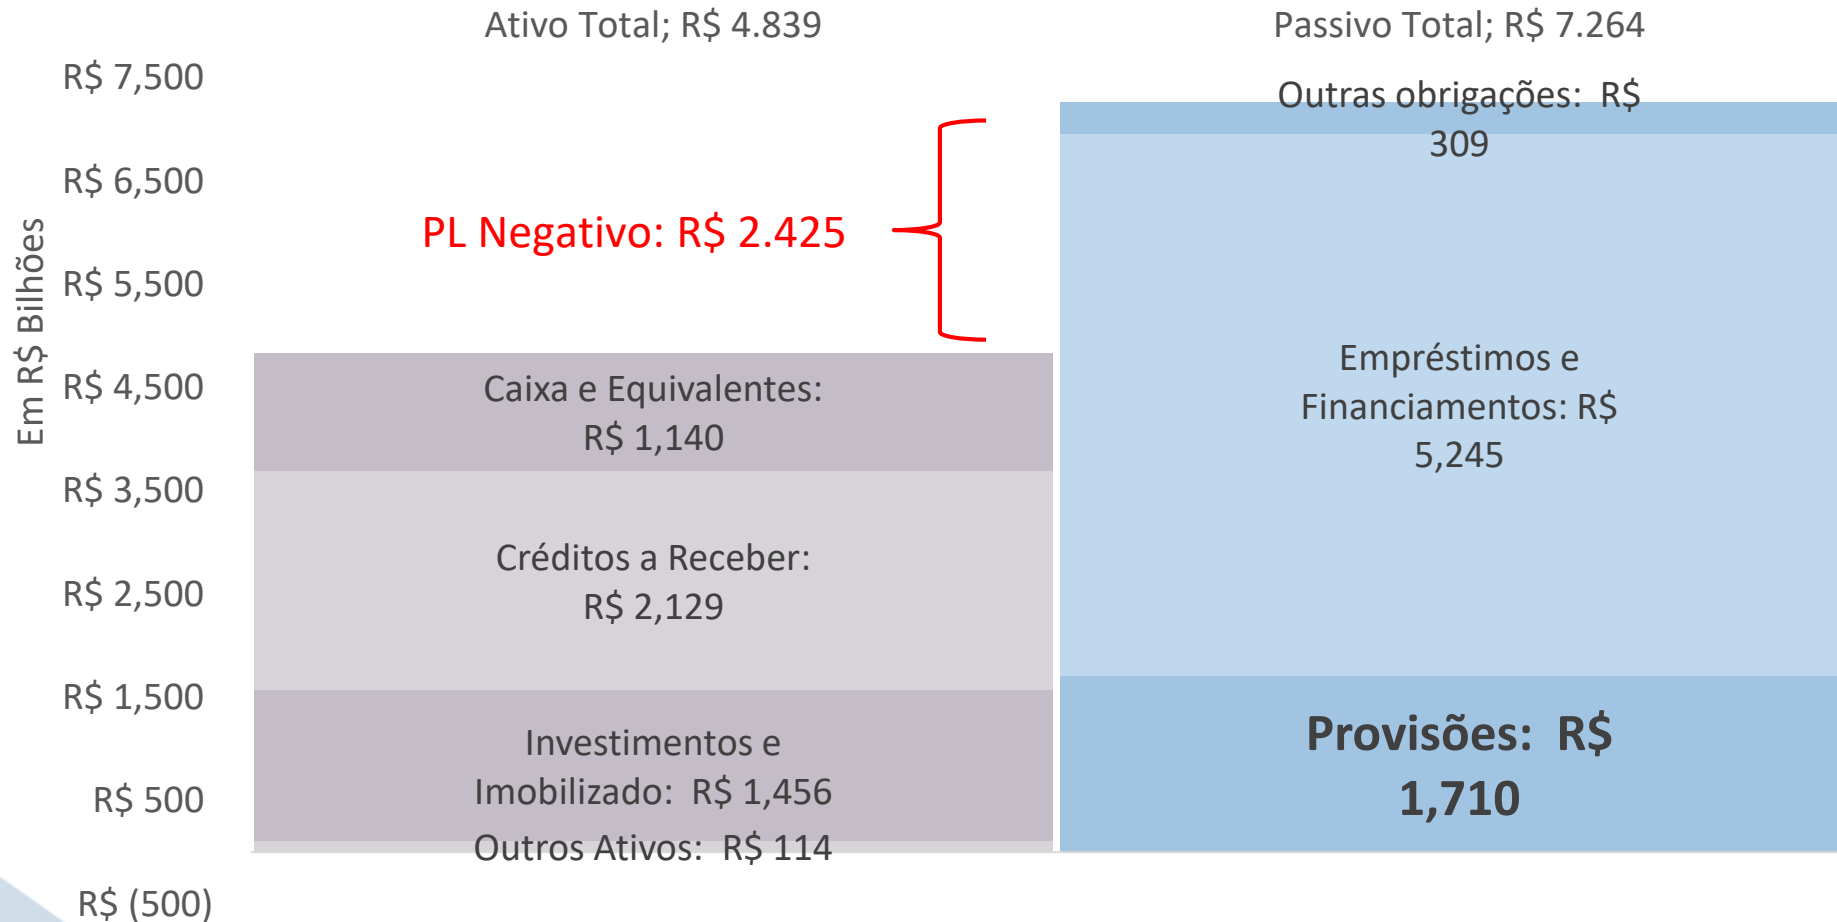 Ativo Total; R$ 4.839
Passivo Total; R$ 7.264
Em R$ Bilhões
R$ 7,500
R$ 6,500
R$ 5,500
R$ 4,500
R$ 3,500
R$ 2,500
R$ 1,500
R$ 500
R$ (500)
PL Negativo: R$ 2.425
Caixa e Equivalentes:
R$ 1,140
Créditos a Receber:
R$ 2,129
Investimentos e
Imobilizado: R$ 1,456
Outros Ativos: R$ 114
Outras obrigações: R$
309
Empréstimos e
Financiamentos: R$
5,245
Provisões: R$
1,710